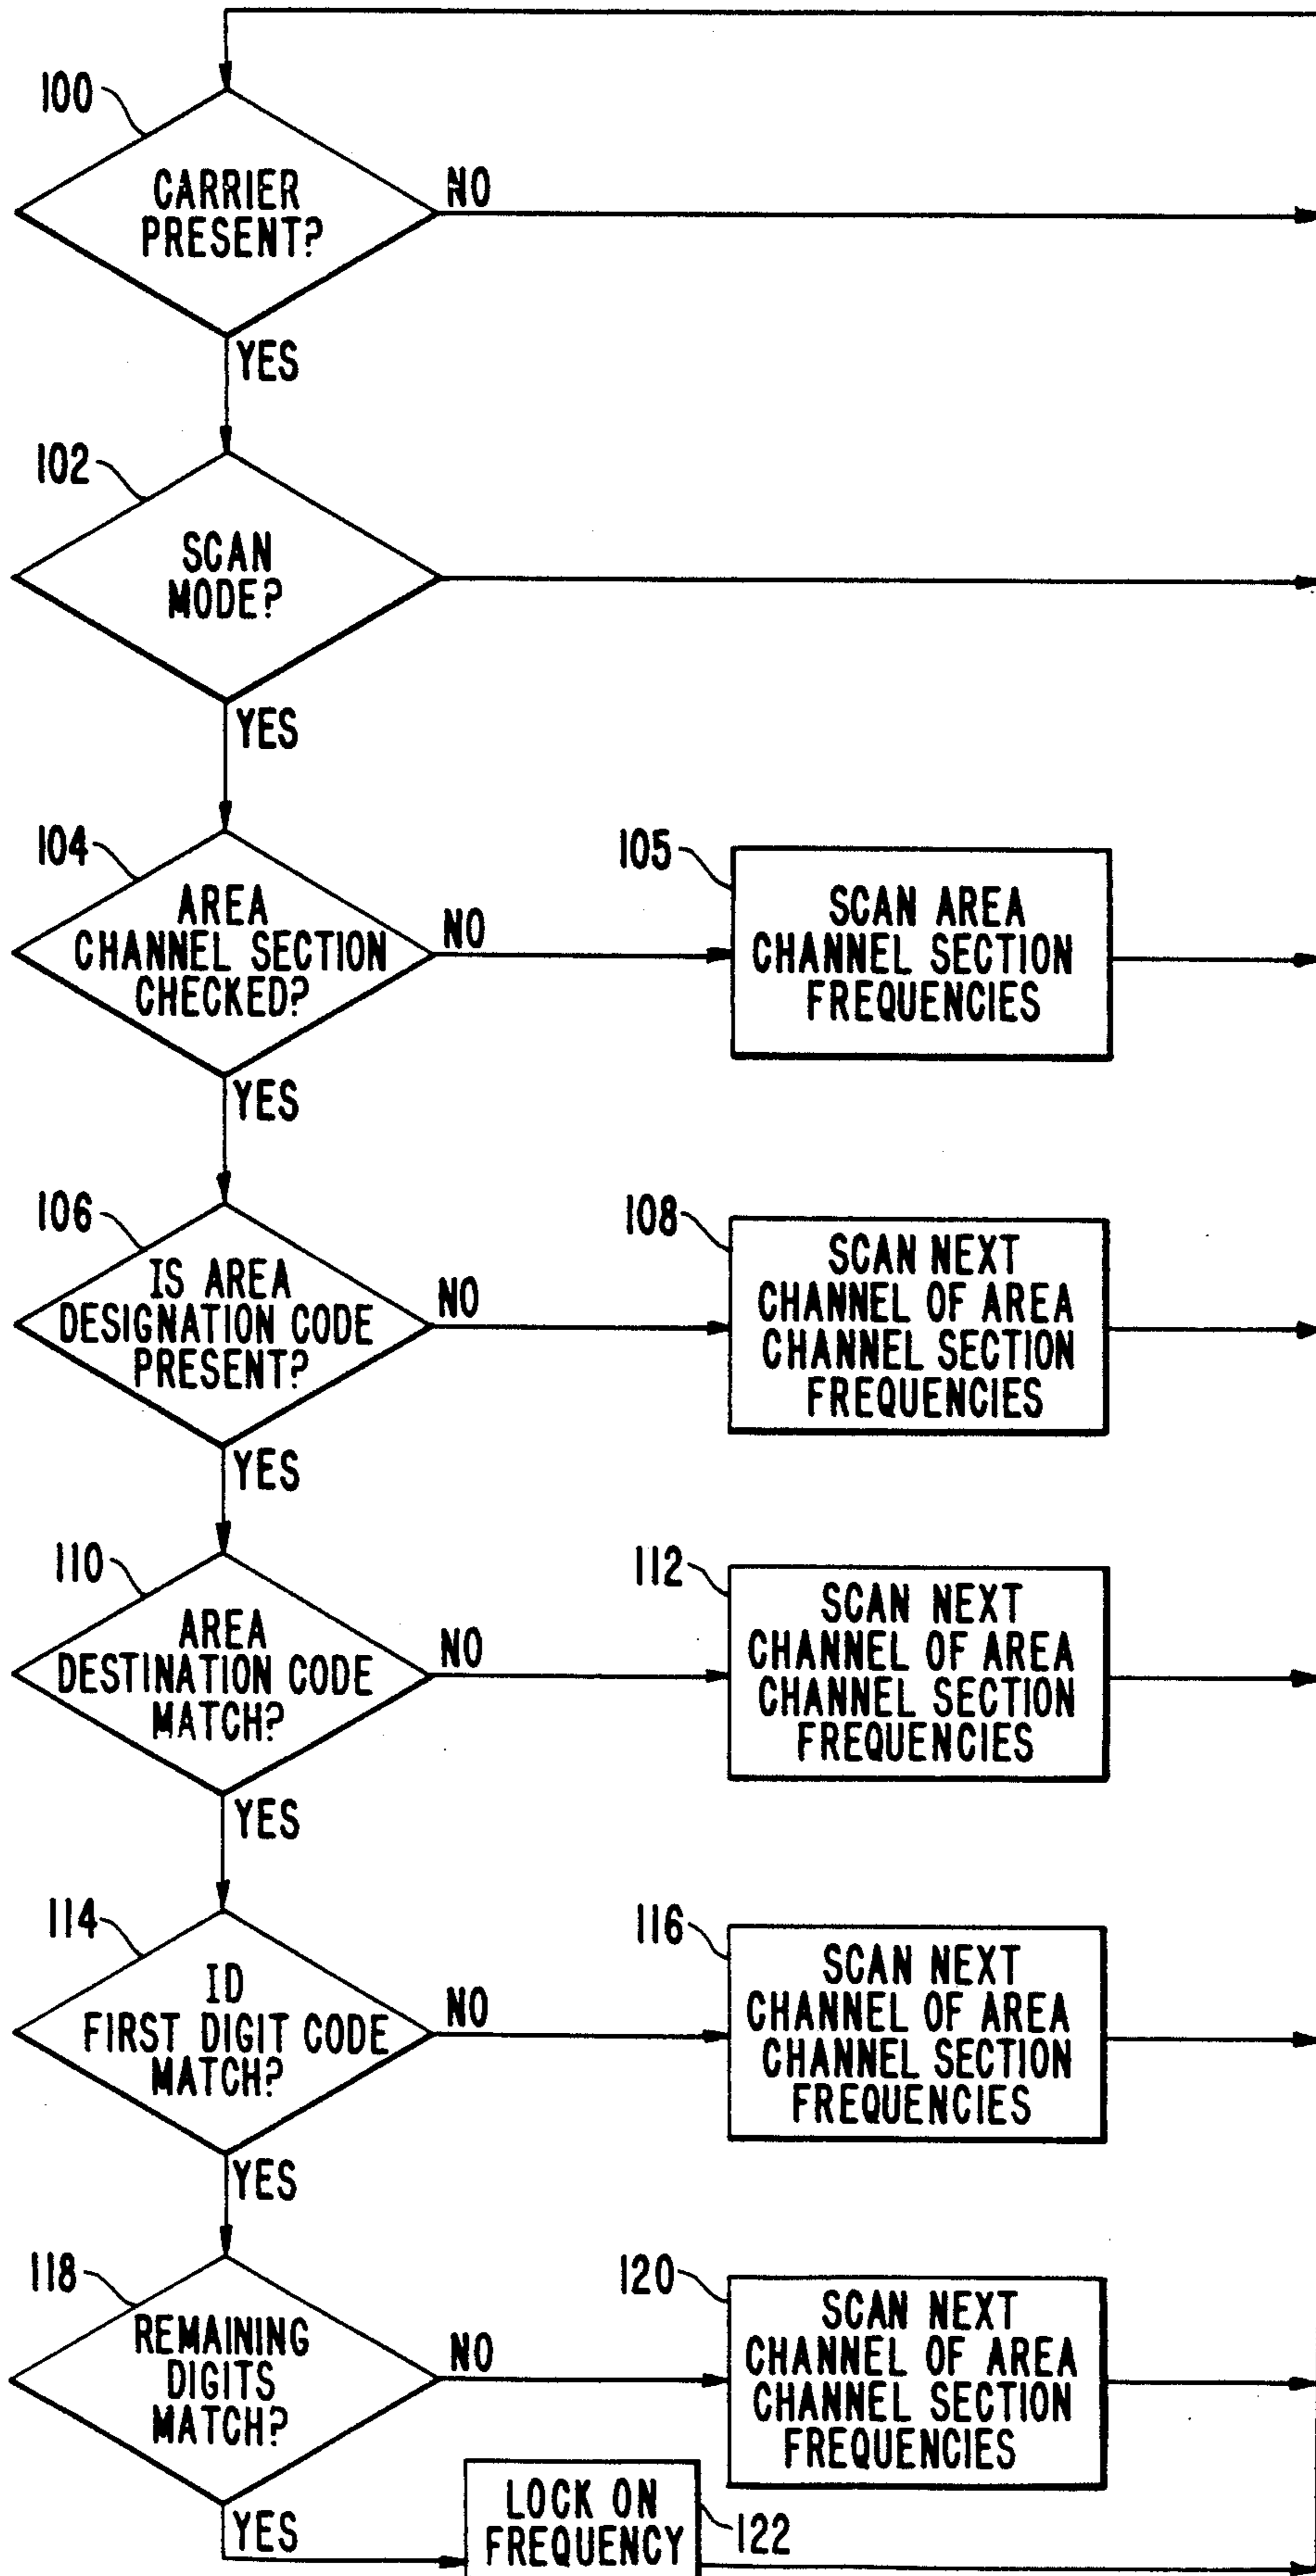 100
CARRIER
PRESENT?
NO
YES
102
SCAN
MODE?
YES
104
AREA
CHANNEL SECTION
CHECKED?
NO
105
SCAN AREA
CHANNEL SECTION
FREQUENCIES
YES
106
IS AREA
DESIGNATION CODE
PRESENT?
NO
108
SCAN NEXT
CHANNEL OF AREA
CHANNEL SECTION
FREQUENCIES
YES
110
AREA
DESTINATION CODE
MATCH?
NO
112
SCAN NEXT
CHANNEL OF AREA
CHANNEL SECTION
FREQUENCIES
YES
114
ID
FIRST DIGIT CODE
MATCH?
NO
116
SCAN NEXT
CHANNEL OF AREA
CHANNEL SECTION
FREQUENCIES
YES
118
REMAINING
DIGITS
MATCH?
NO
120
SCAN NEXT
CHANNEL OF AREA
CHANNEL SECTION
FREQUENCIES
YES
LOCK ON
FREQUENCY
122